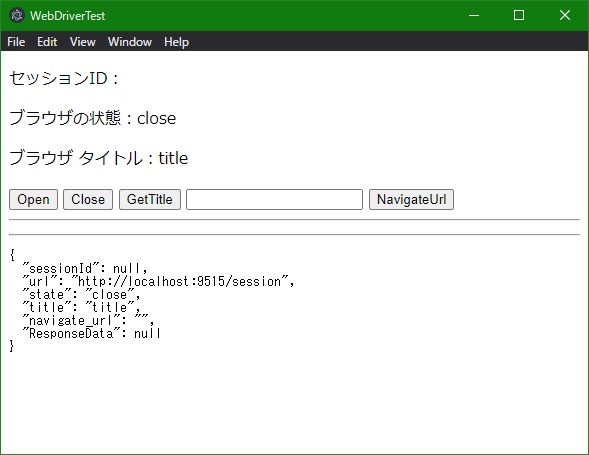 WebDriverTest
File Edit View Window Help
セッションID：
ブラウザの状態：close
ブラウザ タイトル：title
Open Close GetTitle NavigateUrl
{
  "sessionId": null,
  "url": "http://localhost:9515/session",
  "state": "close",
  "title": "title",
  "navigate_url": "",
  "ResponseData": null
}